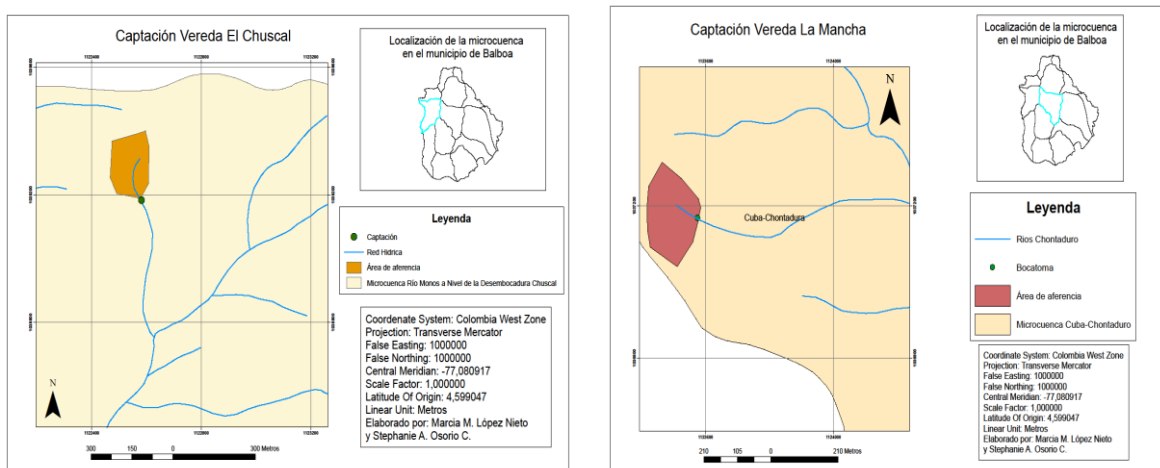 Captación Vereda El Chuscal
Localización de la microcuenca
en el municipio de Balboa
Leyenda
Captación
Red Hidrica
Área de aferencia
Microcuenca Río Monos a Nivel de la Desembocadura Chuscal
Coordenate System: Colombia West Zone
Projection: Transverse Mercator
False Easting: 1000000
False Northing: 1000000
Central Meridian: -77,080917
Scale Factor: 1,000000
Latitude Of Origin: 4,599047
Linear Unit: Metros
Elaborado por: Marcia M. López Nieto
y Stephanie A. Osorio C.
N
300 150 0 300 Metros
Captación Vereda La Mancha
Localización de la microcuenca
en el municipio de Balboa
N
Cuba-Chontadura
Leyenda
Rios Chontaduro
Bocatoma
Área de aferencia
Microcuenca Cuba-Chontaduro
Coordinate System: Colombia West Zone
Projection: Transverse Mercator
False Easting: 1000000
False Northing: 1000000
Central Meridian: -77,080917
Scale Factor: 1,000000
Latitude Of Origin: 4,599047
Linear Unit: Metros
Elaborado por: Marcia M. López Nieto
y Stephanie A. Osorio C.
210 105 0 210 Metros